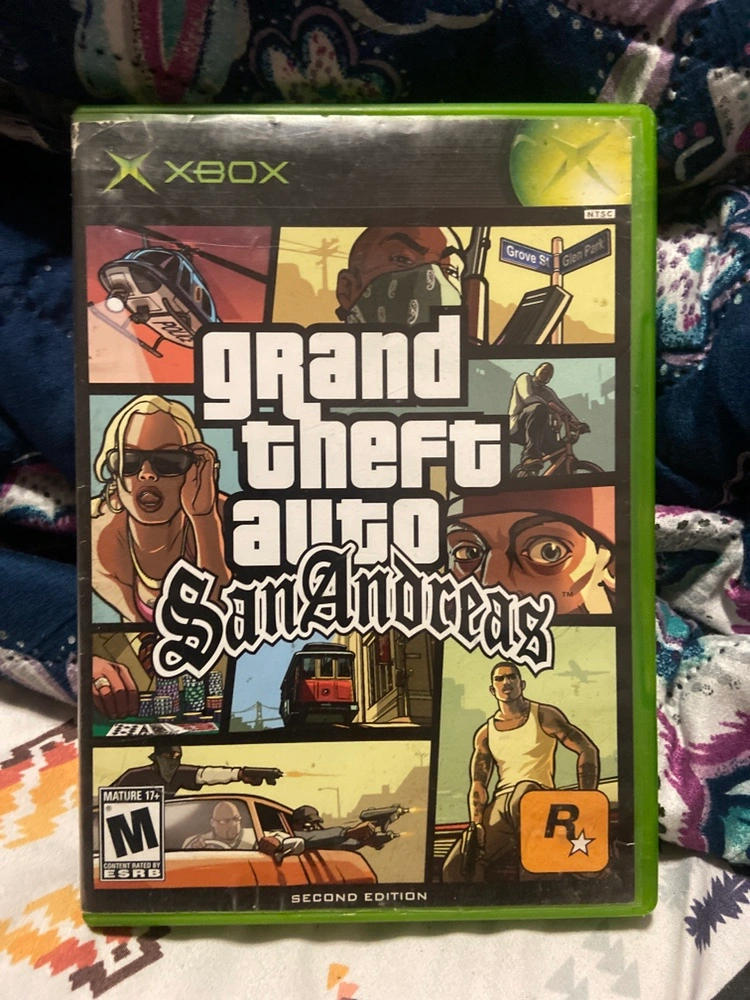 XBOX
NTSC
Grove St
Glen Park
grand
theft
auto
San Andreas
TM
MATURE 17+
M
CONTENT RATED BY
ESRB
R
SECOND EDITION